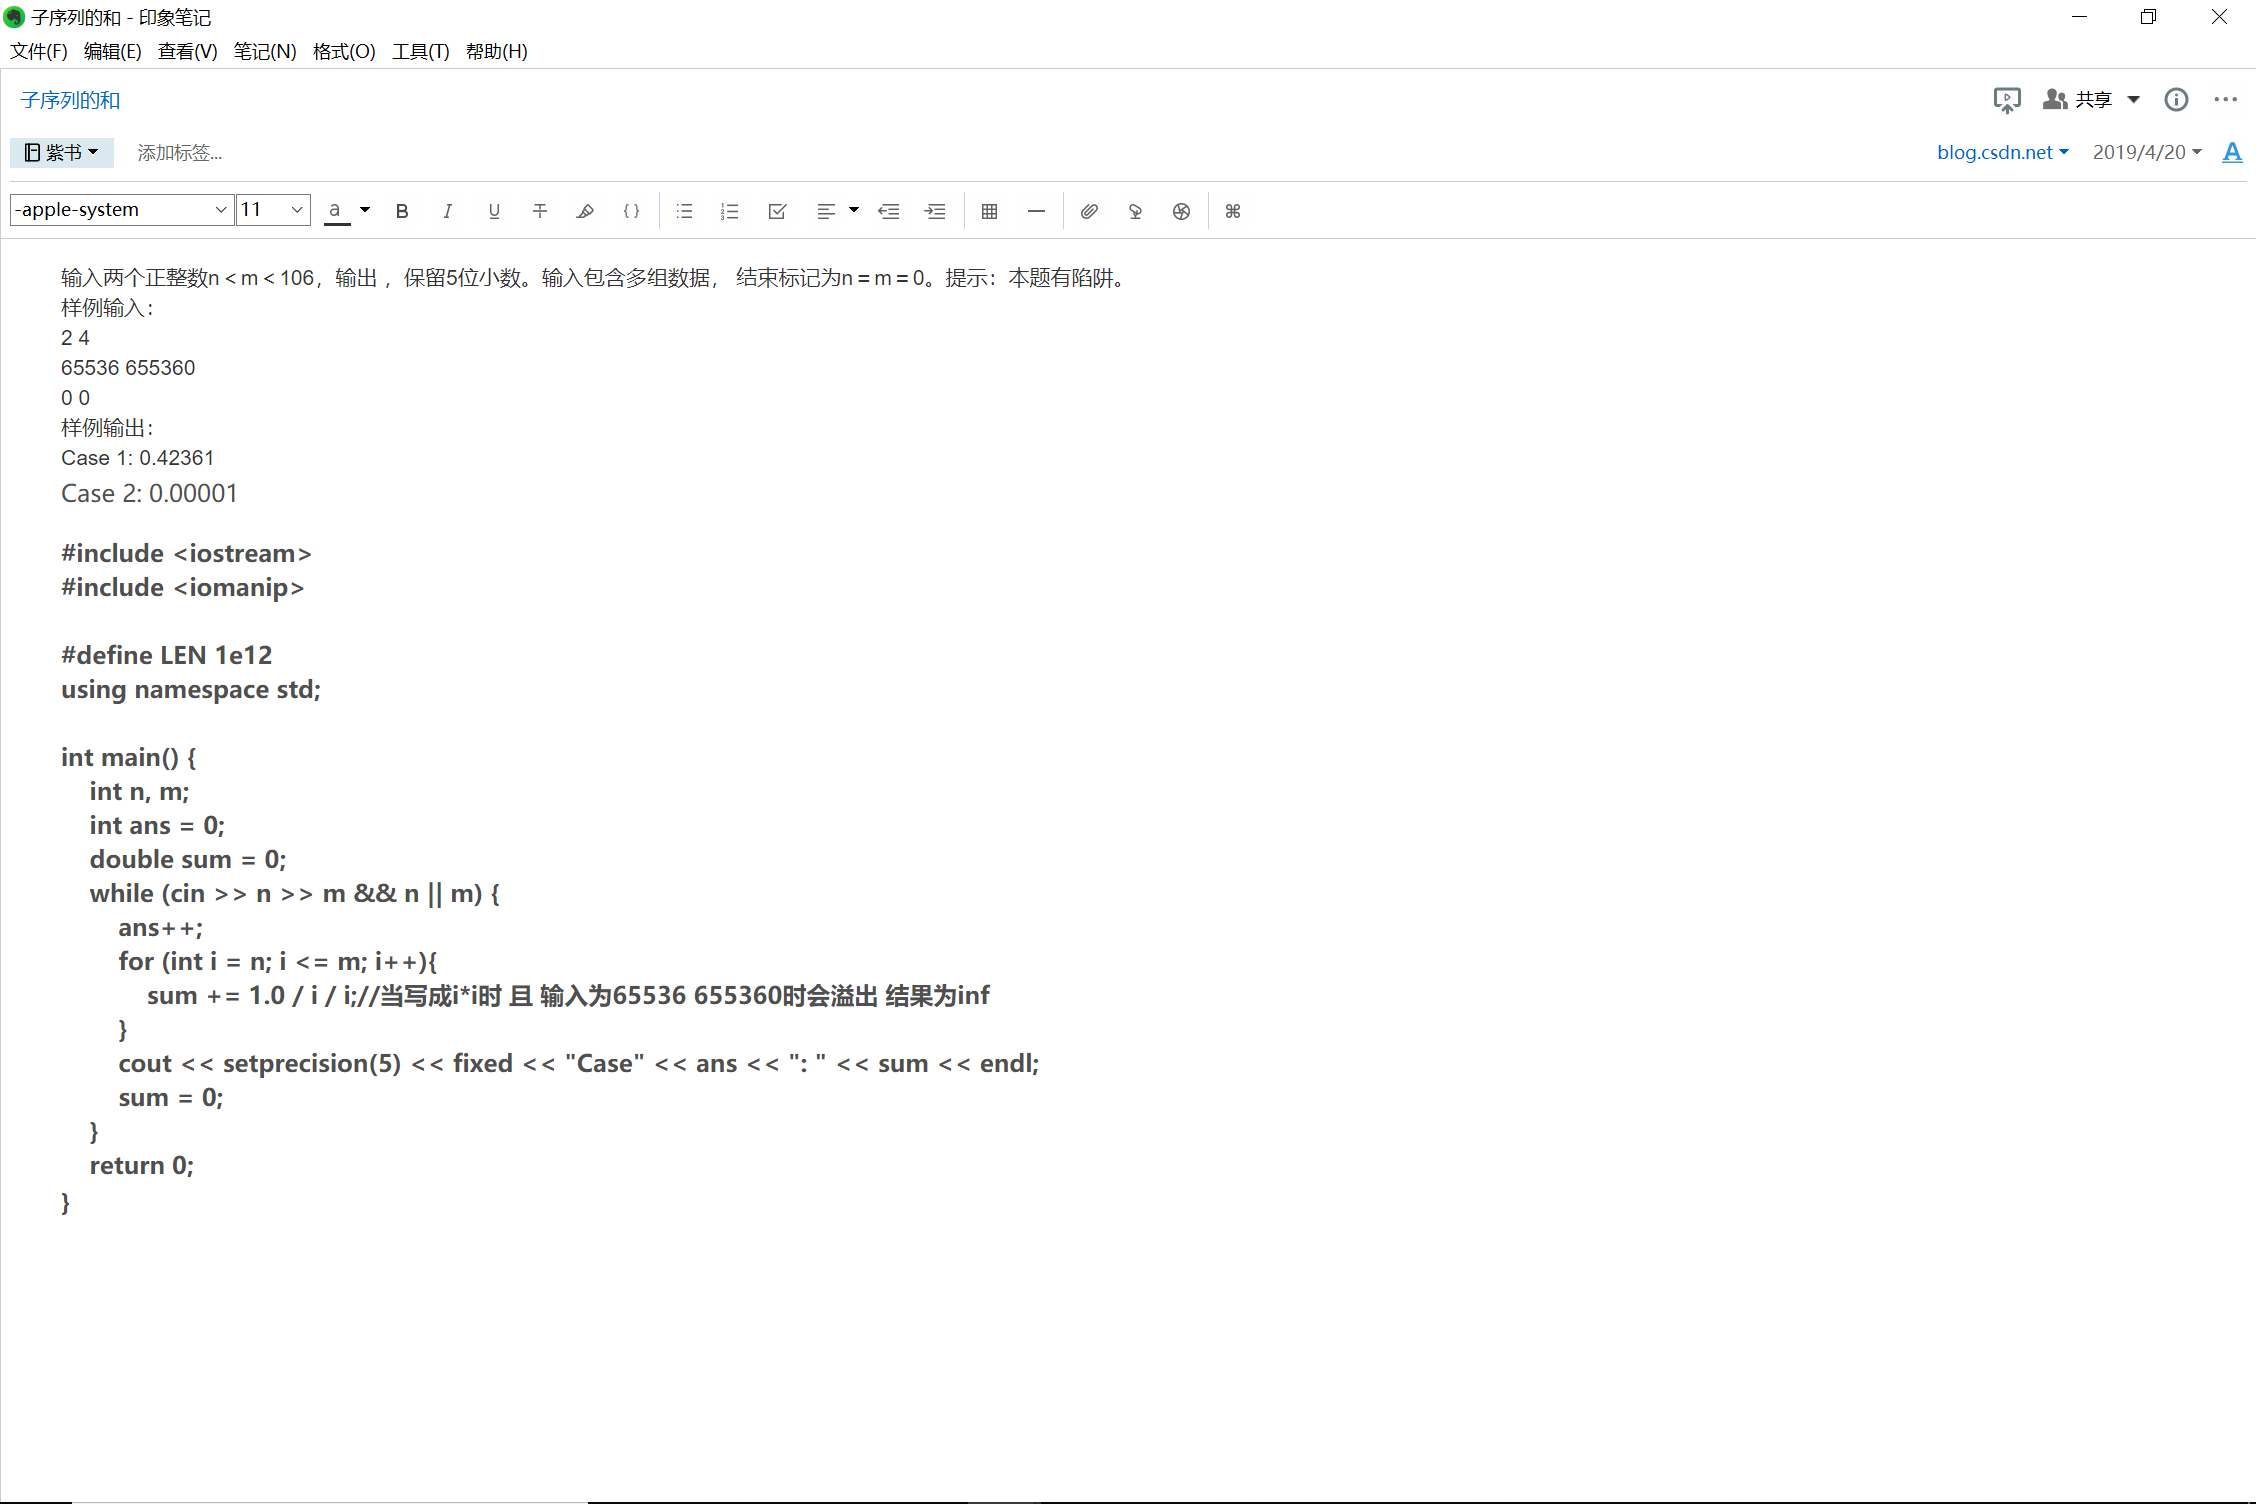 子序列的和 - 印象笔记
文件(F) 编辑(E) 查看(V) 笔记(N) 格式(O) 工具(T) 帮助(H)
子序列的和
共享
紫书
添加标签...
blog.csdn.net
2019/4/20
-apple-system
11
输入两个正整数n＜m＜106，输出 ，保留5位小数。输入包含多组数据， 结束标记为n＝m＝0。提示：本题有陷阱。
样例输入：
2 4
65536 655360
0 0
样例输出：
Case 1: 0.42361
Case 2: 0.00001
#include <iostream>
#include <iomanip>
#define LEN 1e12
using namespace std;
int main() {
int n, m;
int ans = 0;
double sum = 0;
while (cin >> n >> m && n || m) {
ans++;
for (int i = n; i <= m; i++){
sum += 1.0 / i / i;//当写成i*i时 且 输入为65536 655360时会溢出 结果为inf
}
cout << setprecision(5) << fixed << "Case" << ans << ": " << sum << endl;
sum = 0;
}
return 0;
}